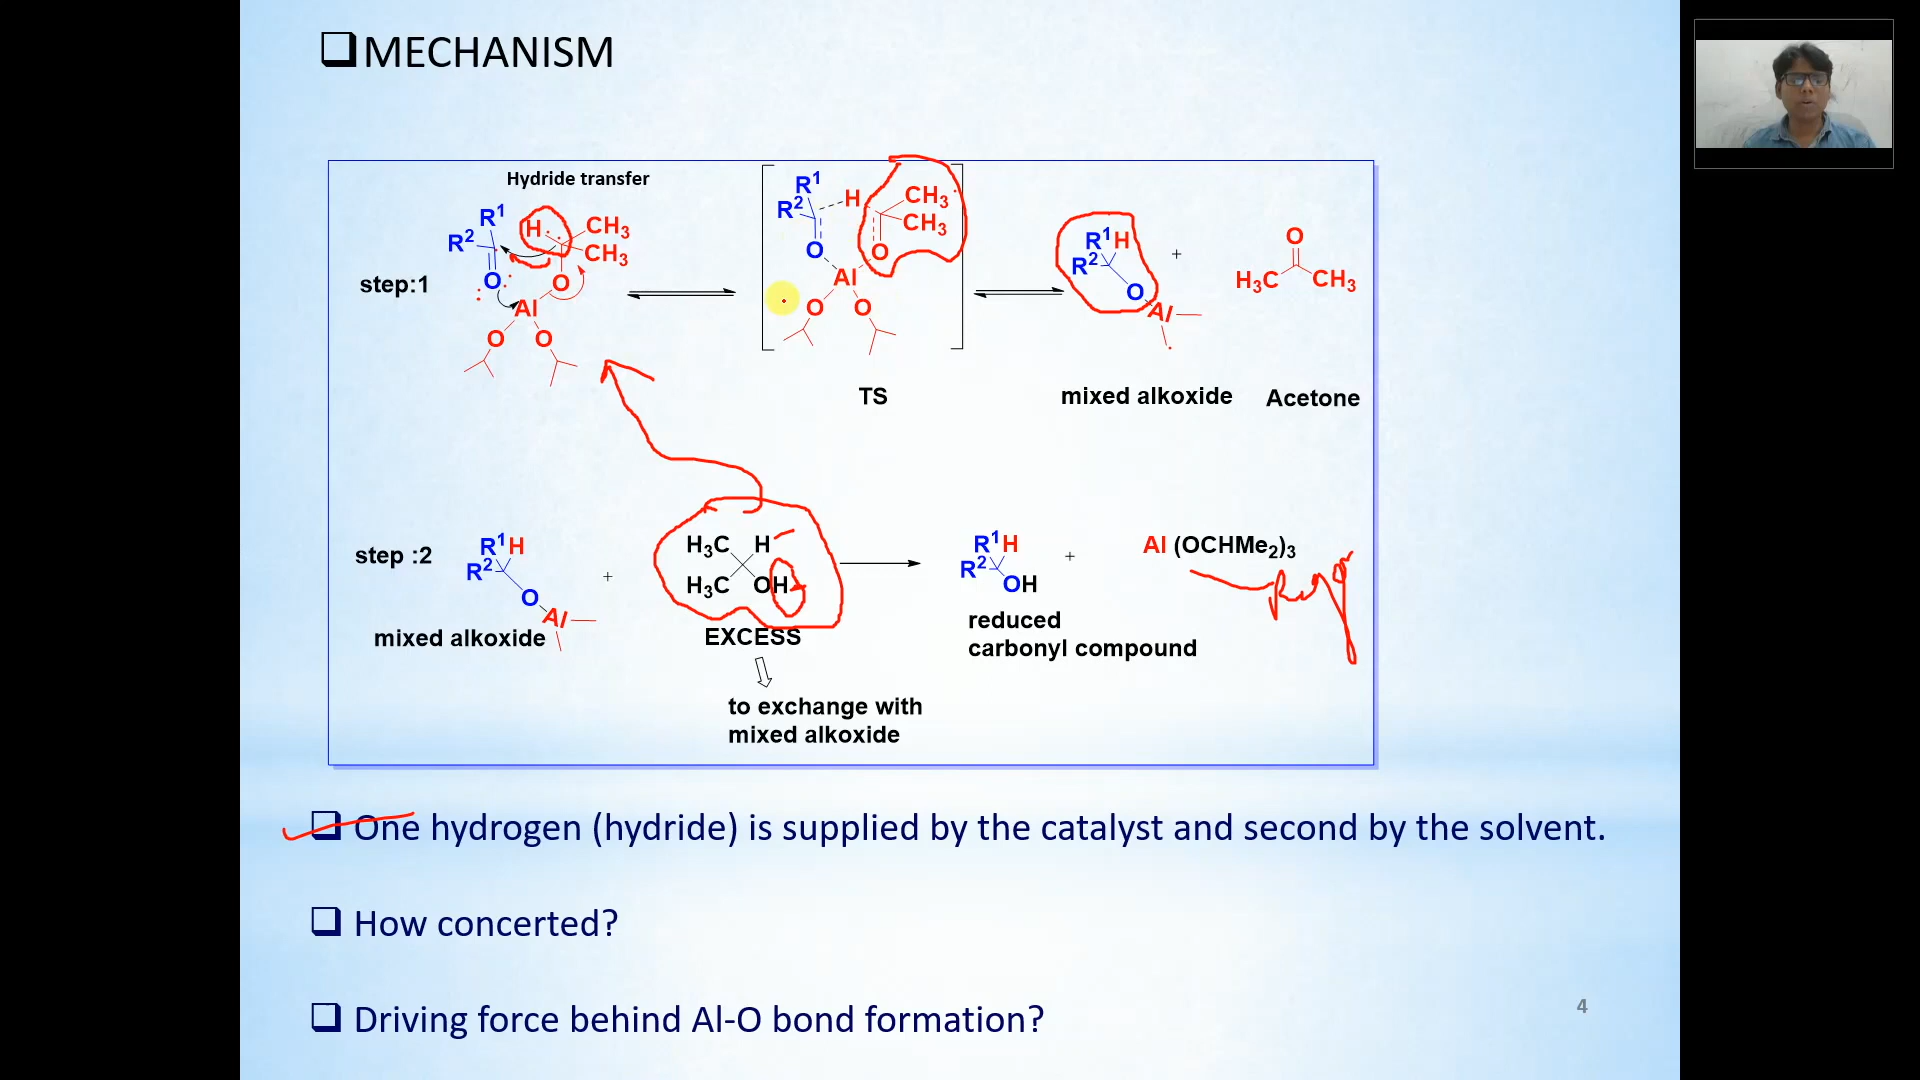 MECHANISM
Hydride transfer
R¹
R²
H
CH₃
CH₃
O
O
Al
O
O
step:1
R¹
R²
H
CH₃
CH₃
O
O
Al
O
O
TS
R¹H
R²
O
Al
mixed alkoxide
+
O
H₃C
CH₃
Acetone
step :2
R¹H
R²
O
Al
mixed alkoxide
+
H₃C H
H₃C OH
EXCESS
to exchange with
mixed alkoxide
R¹H
R²
OH
reduced
carbonyl compound
+
Al (OCHMe₂)₃
One hydrogen (hydride) is supplied by the catalyst and second by the solvent.
How concerted?
Driving force behind Al-O bond formation?
4